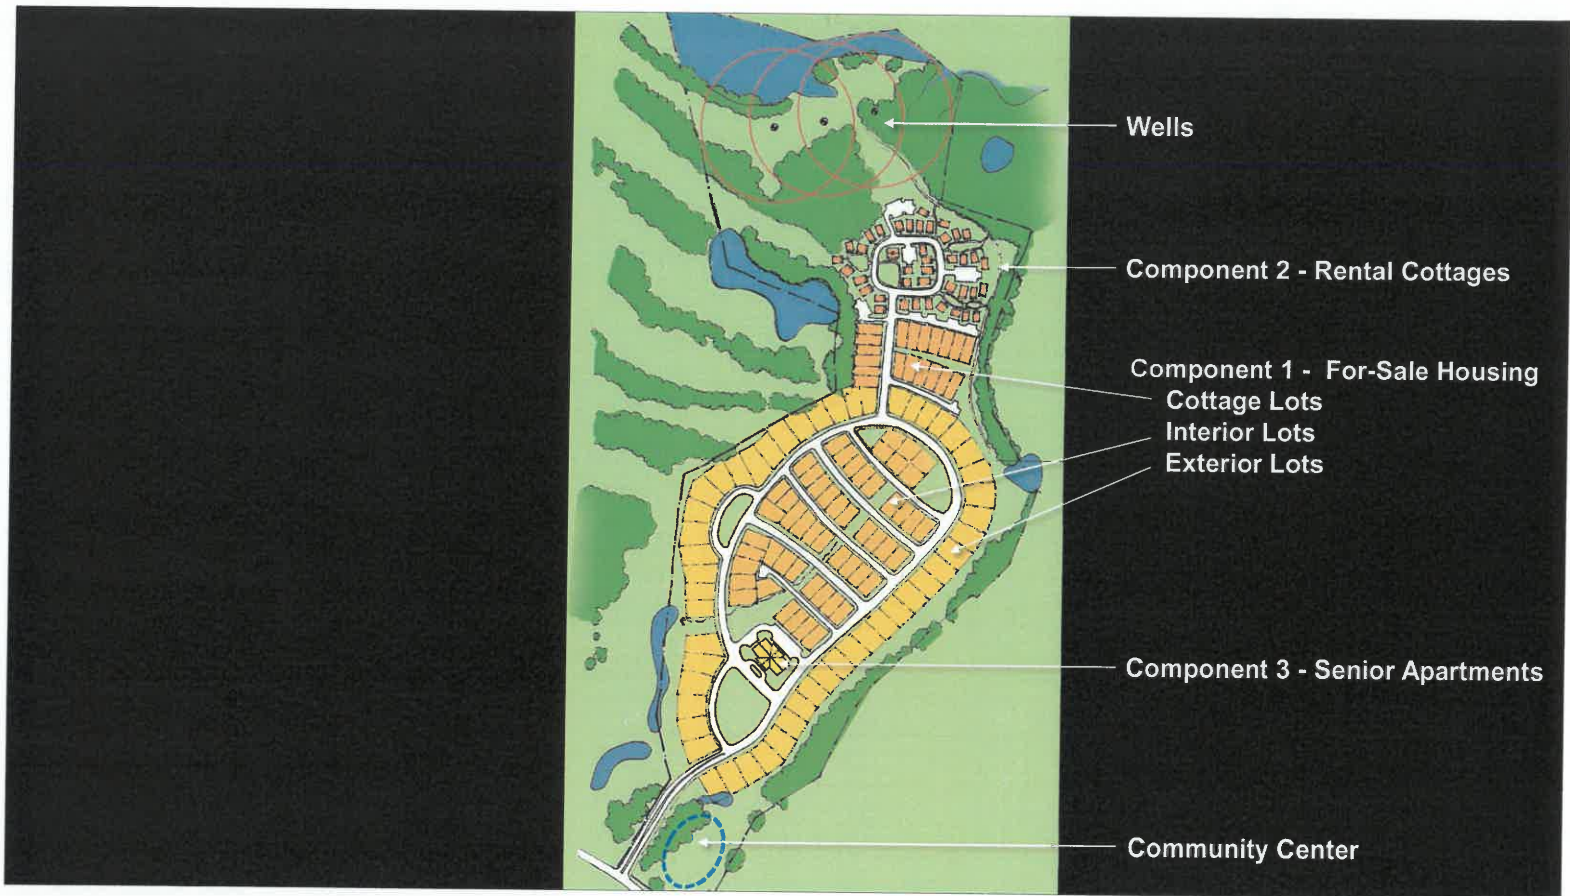 Wells
Component 2 - Rental Cottages
Component 1 - For-Sale Housing
Cottage Lots
Interior Lots
Exterior Lots
Component 3 - Senior Apartments
Community Center